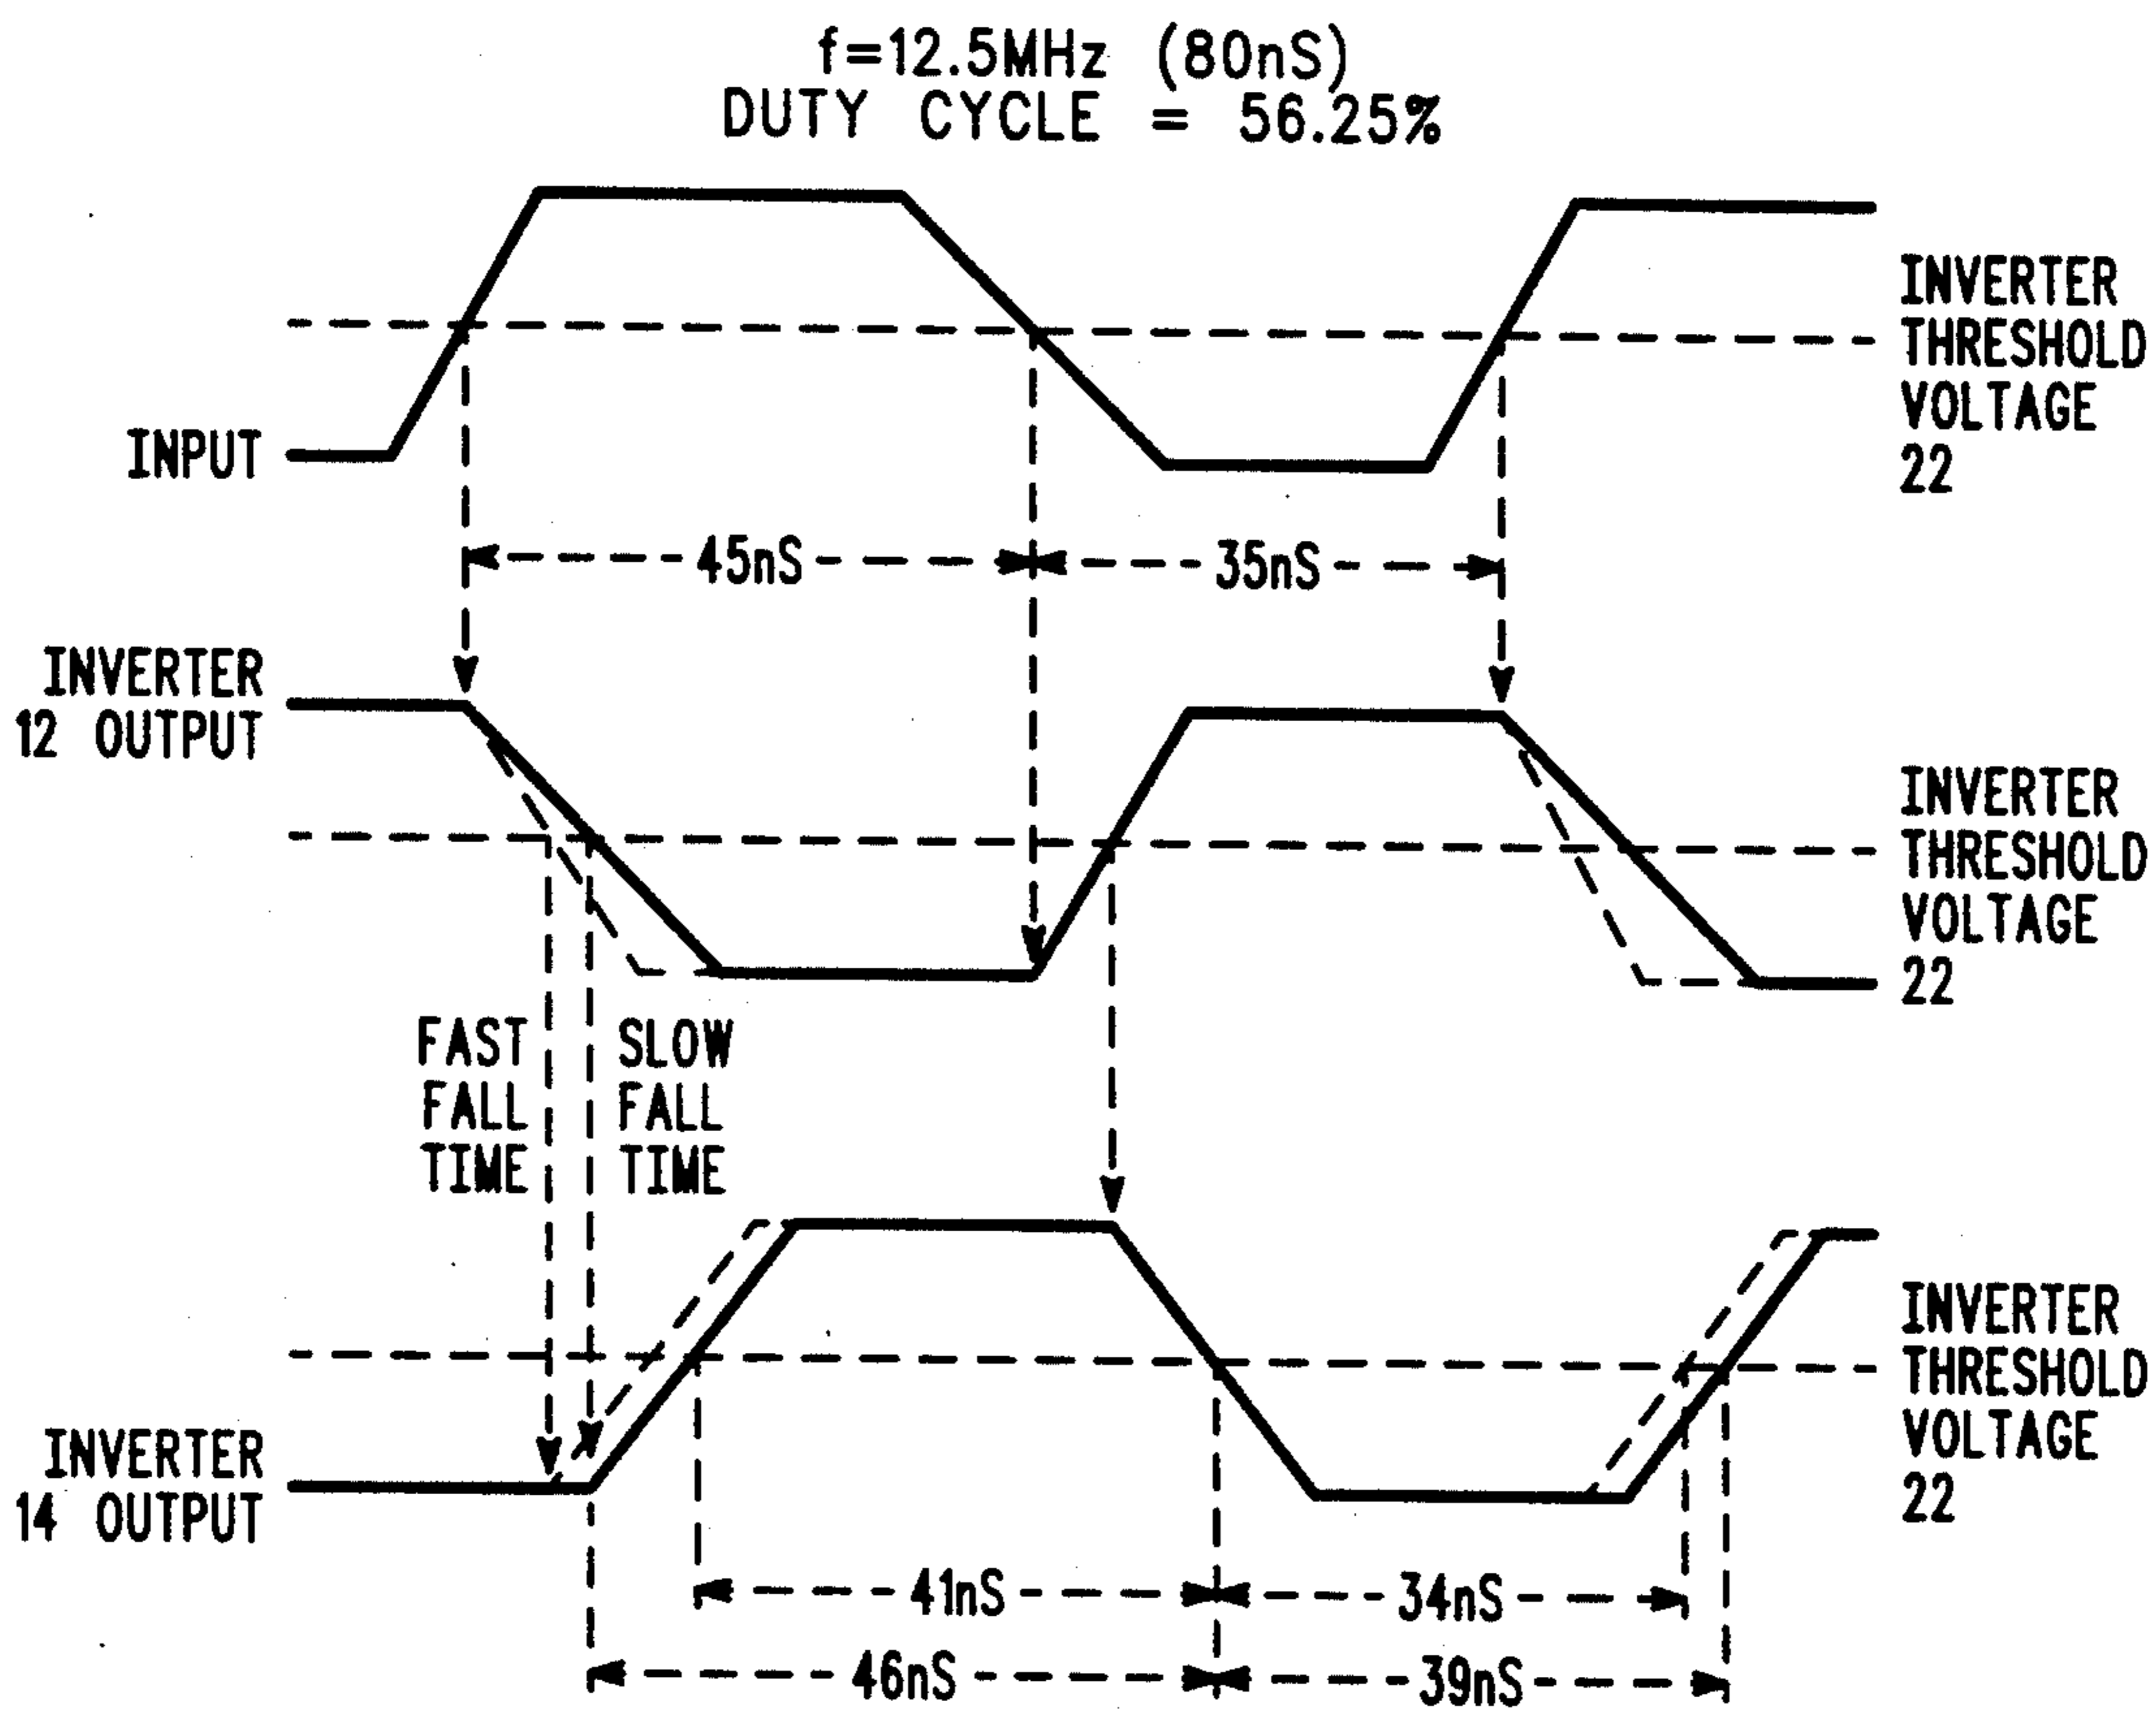 f=12.5MHz (80nS)
DUTY CYCLE = 56.25%
INPUT
INVERTER
THRESHOLD
VOLTAGE
22
45nS
35nS
INVERTER
12 OUTPUT
INVERTER
THRESHOLD
VOLTAGE
22
FAST
FALL
TIME
SLOW
FALL
TIME
INVERTER
14 OUTPUT
INVERTER
THRESHOLD
VOLTAGE
22
41nS
34nS
46nS
39nS